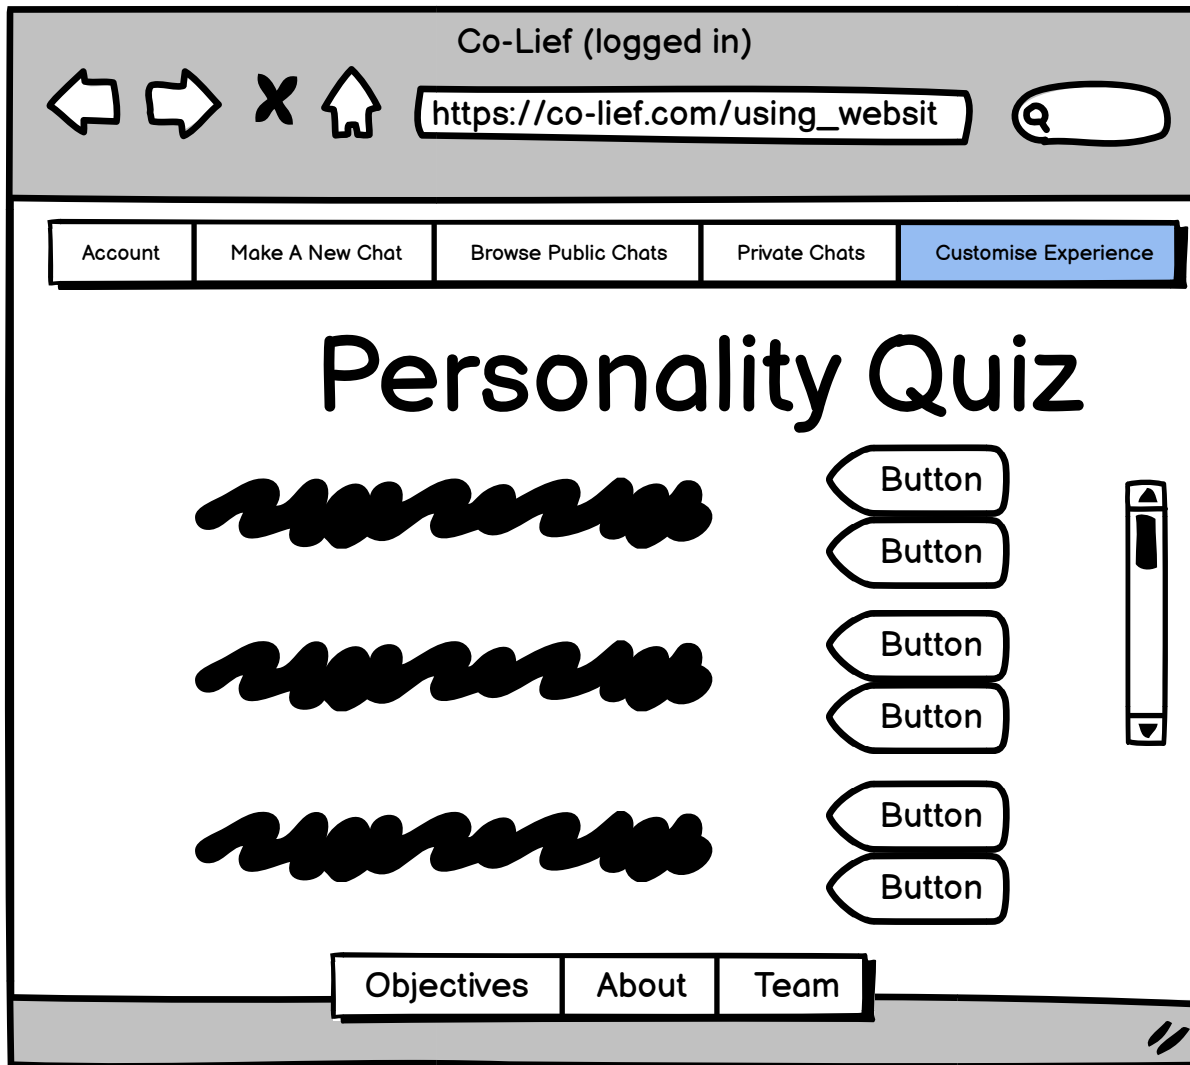 Co-Lief (logged in)
https://co-lief.com/using_websit
Account Make A New Chat Browse Public Chats Private Chats Customise Experience
Personality Quiz
Button
Button
Button
Button
Button
Button
Objectives About Team